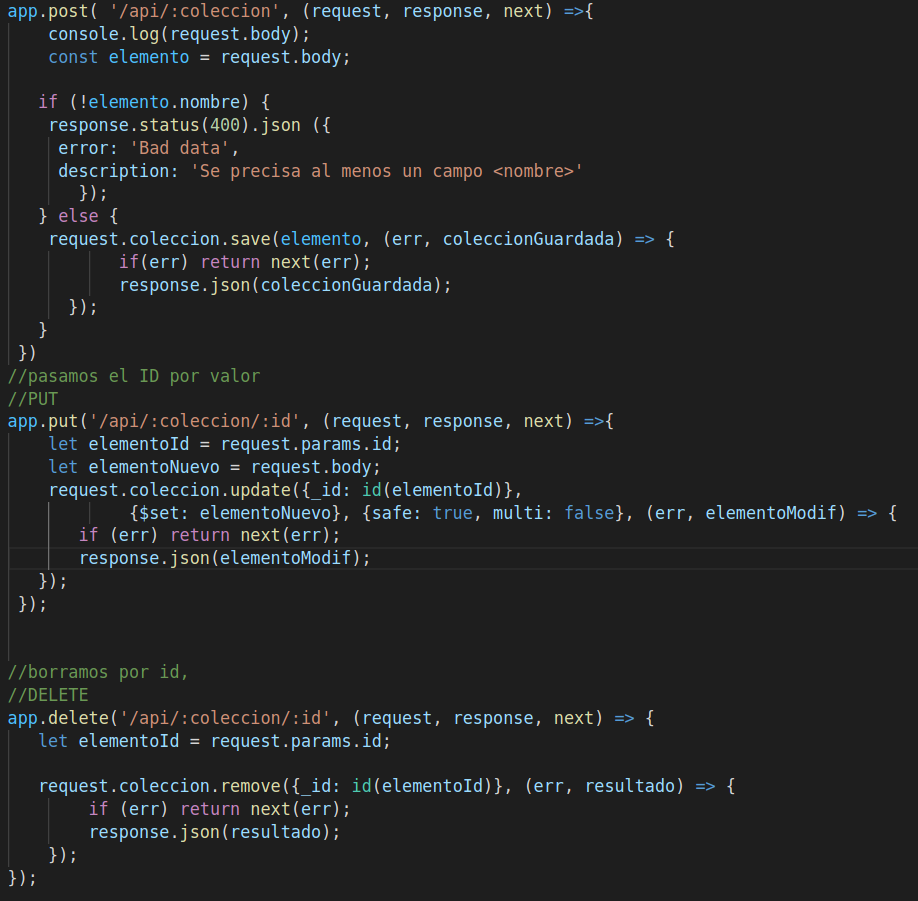 app.post( '/api/:coleccion', (request, response, next) =>{
console.log(request.body);
const elemento = request.body;
if (!elemento.nombre) {
response.status(400).json ({
error: 'Bad data',
description: 'Se precisa al menos un campo <nombre>'
});
} else {
request.coleccion.save(elemento, (err, coleccionGuardada) => {
if(err) return next(err);
response.json(coleccionGuardada);
});
}
})
//pasamos el ID por valor
//PUT
app.put('/api/:coleccion/:id', (request, response, next) =>{
let elementoId = request.params.id;
let elementoNuevo = request.body;
request.coleccion.update({_id: id(elementoId)},
{$set: elementoNuevo}, {safe: true, multi: false}, (err, elementoModif) => {
if (err) return next(err);
response.json(elementoModif);
});
});
//borramos por id,
//DELETE
app.delete('/api/:coleccion/:id', (request, response, next) => {
let elementoId = request.params.id;
request.coleccion.remove({_id: id(elementoId)}, (err, resultado) => {
if (err) return next(err);
response.json(resultado);
});
});